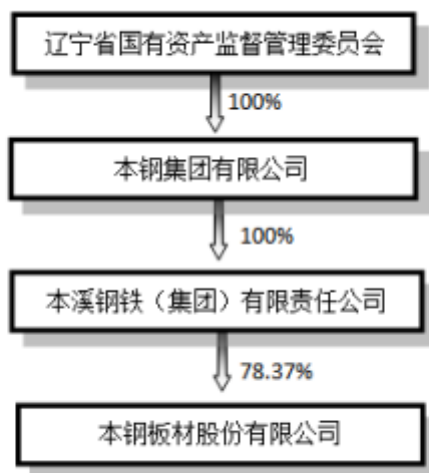 辽宁省国有资产监督管理委员会
100%
本钢集团有限公司
100%
本溪钢铁（集团）有限责任公司
78.37%
本钢板材股份有限公司